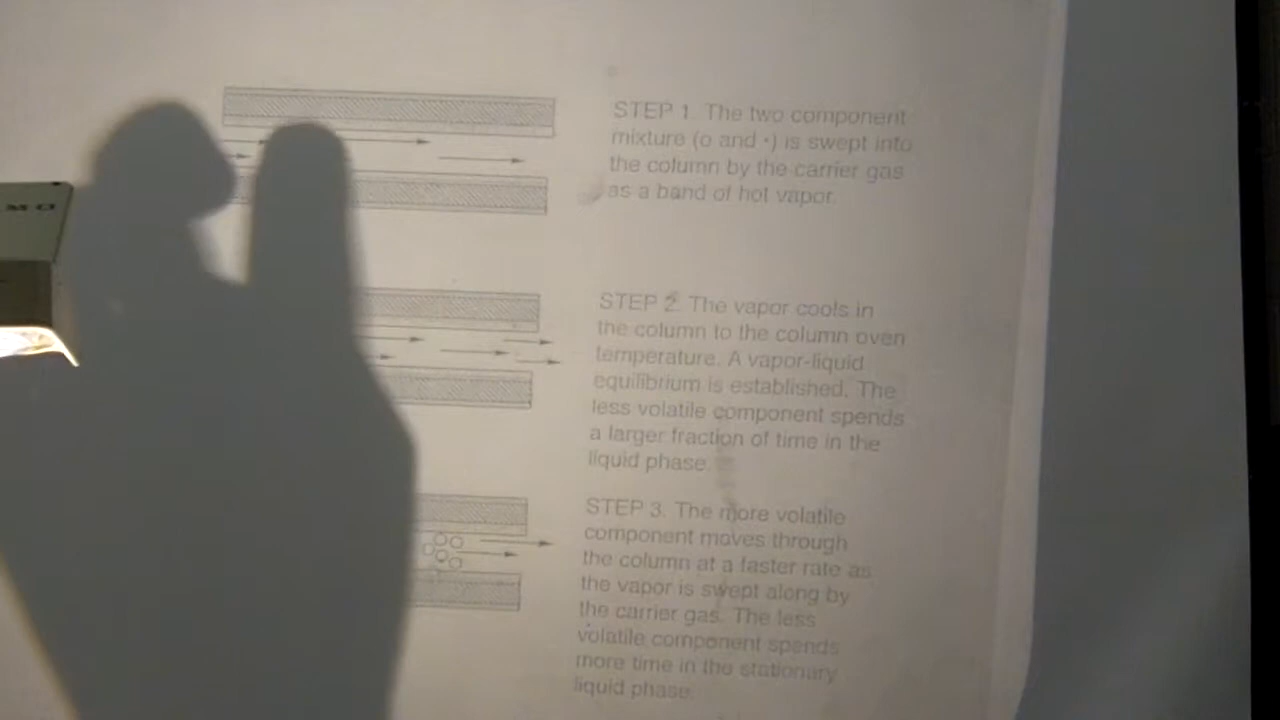 STEP 1. The two component
mixture (o and •) is swept into
the column by the carrier gas
as a band of hot vapor.
STEP 2. The vapor cools in
the column to the column oven
temperature. A vapor-liquid
equilibrium is established. The
less volatile component spends
a larger fraction of time in the
liquid phase.
STEP 3. The more volatile
component moves through
the column at a faster rate as
the vapor is swept along by
the carrier gas. The less
volatile component spends
more time in the stationary
liquid phase.